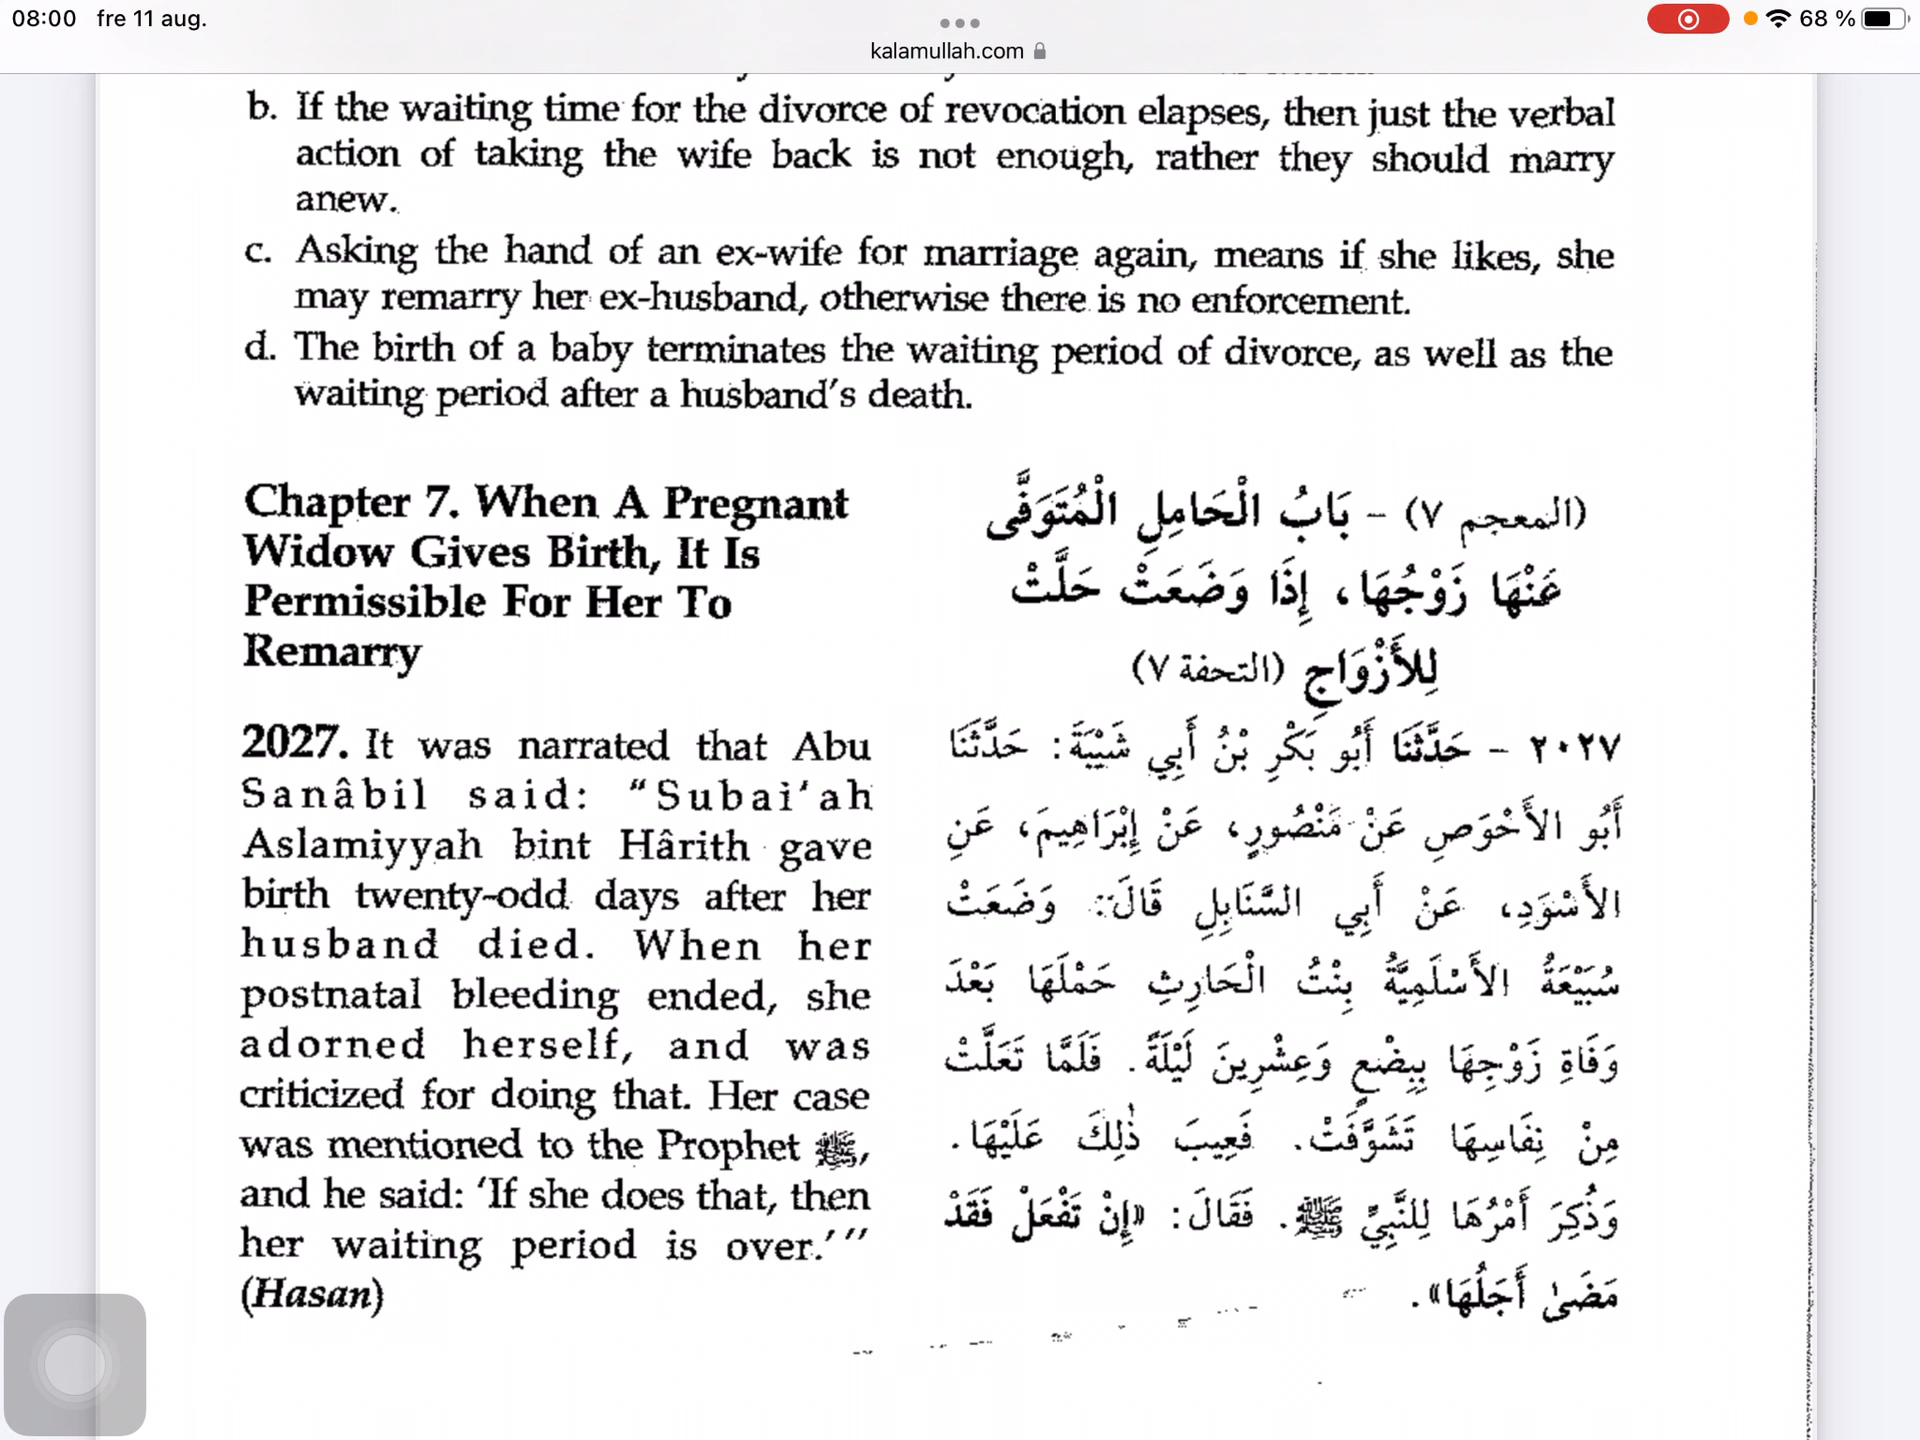 08:00 fre 11 aug.
68 %
kalamullah.com
b. If the waiting time for the divorce of revocation elapses, then just the verbal
action of taking the wife back is not enough, rather they should marry
anew.
c. Asking the hand of an ex-wife for marriage again, means if she likes, she
may remarry her ex-husband, otherwise there is no enforcement.
d. The birth of a baby terminates the waiting period of divorce, as well as the
waiting period after a husband's death.
Chapter 7. When A Pregnant
Widow Gives Birth, It Is
Permissible For Her To
Remarry
2027. It was narrated that Abu
Sanâbil said: "Subai'ah
Aslamiyyah bint Hârith gave
birth twenty-odd days after her
husband died. When her
postnatal bleeding ended, she
adorned herself, and was
criticized for doing that. Her case
was mentioned to the Prophet ﷺ,
and he said: 'If she does that, then
her waiting period is over.'"
(Hasan)
(المعجم ٧) - بَابُ الْحَامِلِ الْمُتَوَفَّى
عَنْهَا زَوْجُهَا، إِذَا وَضَعَتْ حَلَّتْ
لِلأَزْوَاجِ (التحفة ٧)
٢٠٢٧ - حَدَّثَنَا أَبُو بَكْرِ بْنُ أَبِي شَيْبَةَ: حَدَّثَنَا
أَبُو الأَحْوَصِ عَنْ مَنْصُورٍ، عَنْ إِبْرَاهِيمَ، عَنِ
الأَسْوَدِ، عَنْ أَبِي السَّنَابِلِ قَالَ: وَضَعَتْ
سُبَيْعَةُ الأَسْلَمِيَّةُ بِنْتُ الْحَارِثِ حَمْلَهَا بَعْدَ
وَفَاةِ زَوْجِهَا بِبِضْعٍ وَعِشْرِينَ لَيْلَةً. فَلَمَّا تَعَلَّتْ
مِنْ نِفَاسِهَا تَشَوَّفَتْ. فَعِيبَ ذٰلِكَ عَلَيْهَا.
وَذُكِرَ أَمْرُهَا لِلنَّبِيِّ ﷺ. فَقَالَ: «إِنْ تَفْعَلْ فَقَدْ
مَضَىٰ أَجَلُهَا».